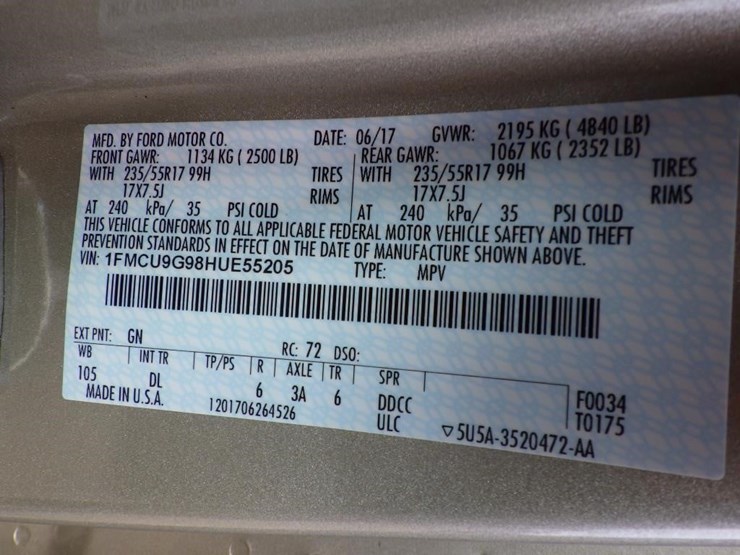 MFD. BY FORD MOTOR CO. DATE: 06/17 GVWR: 2195 KG ( 4840 LB)
FRONT GAWR: 1134 KG ( 2500 LB) REAR GAWR: 1067 KG ( 2352 LB)
WITH 235/55R17 99H TIRES WITH 235/55R17 99H TIRES
17X7.5J RIMS 17X7.5J RIMS
AT 240 kPa/ 35 PSI COLD AT 240 kPa/ 35 PSI COLD
THIS VEHICLE CONFORMS TO ALL APPLICABLE FEDERAL MOTOR VEHICLE SAFETY AND THEFT
PREVENTION STANDARDS IN EFFECT ON THE DATE OF MANUFACTURE SHOWN ABOVE.
VIN: 1FMCU9G98HUE55205 TYPE: MPV
EXT PNT: GN RC: 72 DSO:
WB INT TR TP/PS R AXLE TR SPR
105 DL 6 3A 6 DDCC F0034
MADE IN U.S.A. 1201706264526 ULC T0175
▽5U5A-3520472-AA